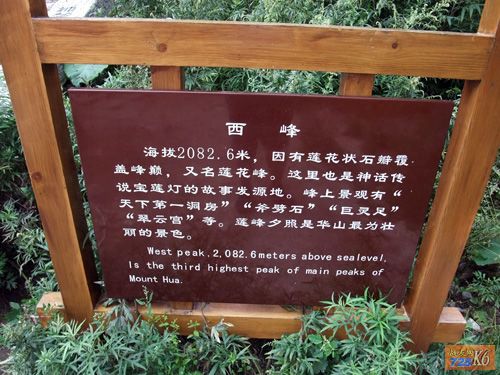 西 峰
海拔2082.6米，因有莲花状石瓣覆
盖峰巅，又名莲花峰。这里也是神话传
说宝莲灯的故事发源地。峰上景观有“
天下第一洞房”“斧劈石”“巨灵足”
“翠云宫”等。莲峰夕照是华山最为壮
丽的景色。
West peak. 2,082.6meters above sealevel,
Is the third highest peak of main peaks of
Mount Hua.
K6